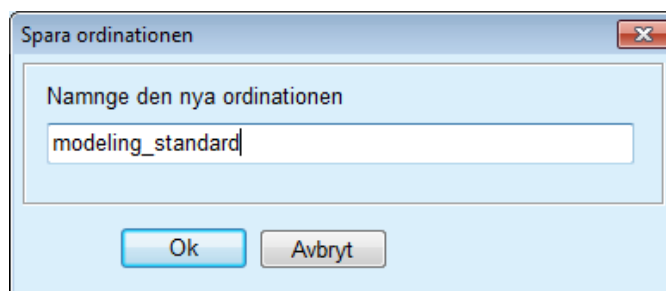 Spara ordinationen
Namnge den nya ordinationen
modeling_standard
Ok
Avbryt